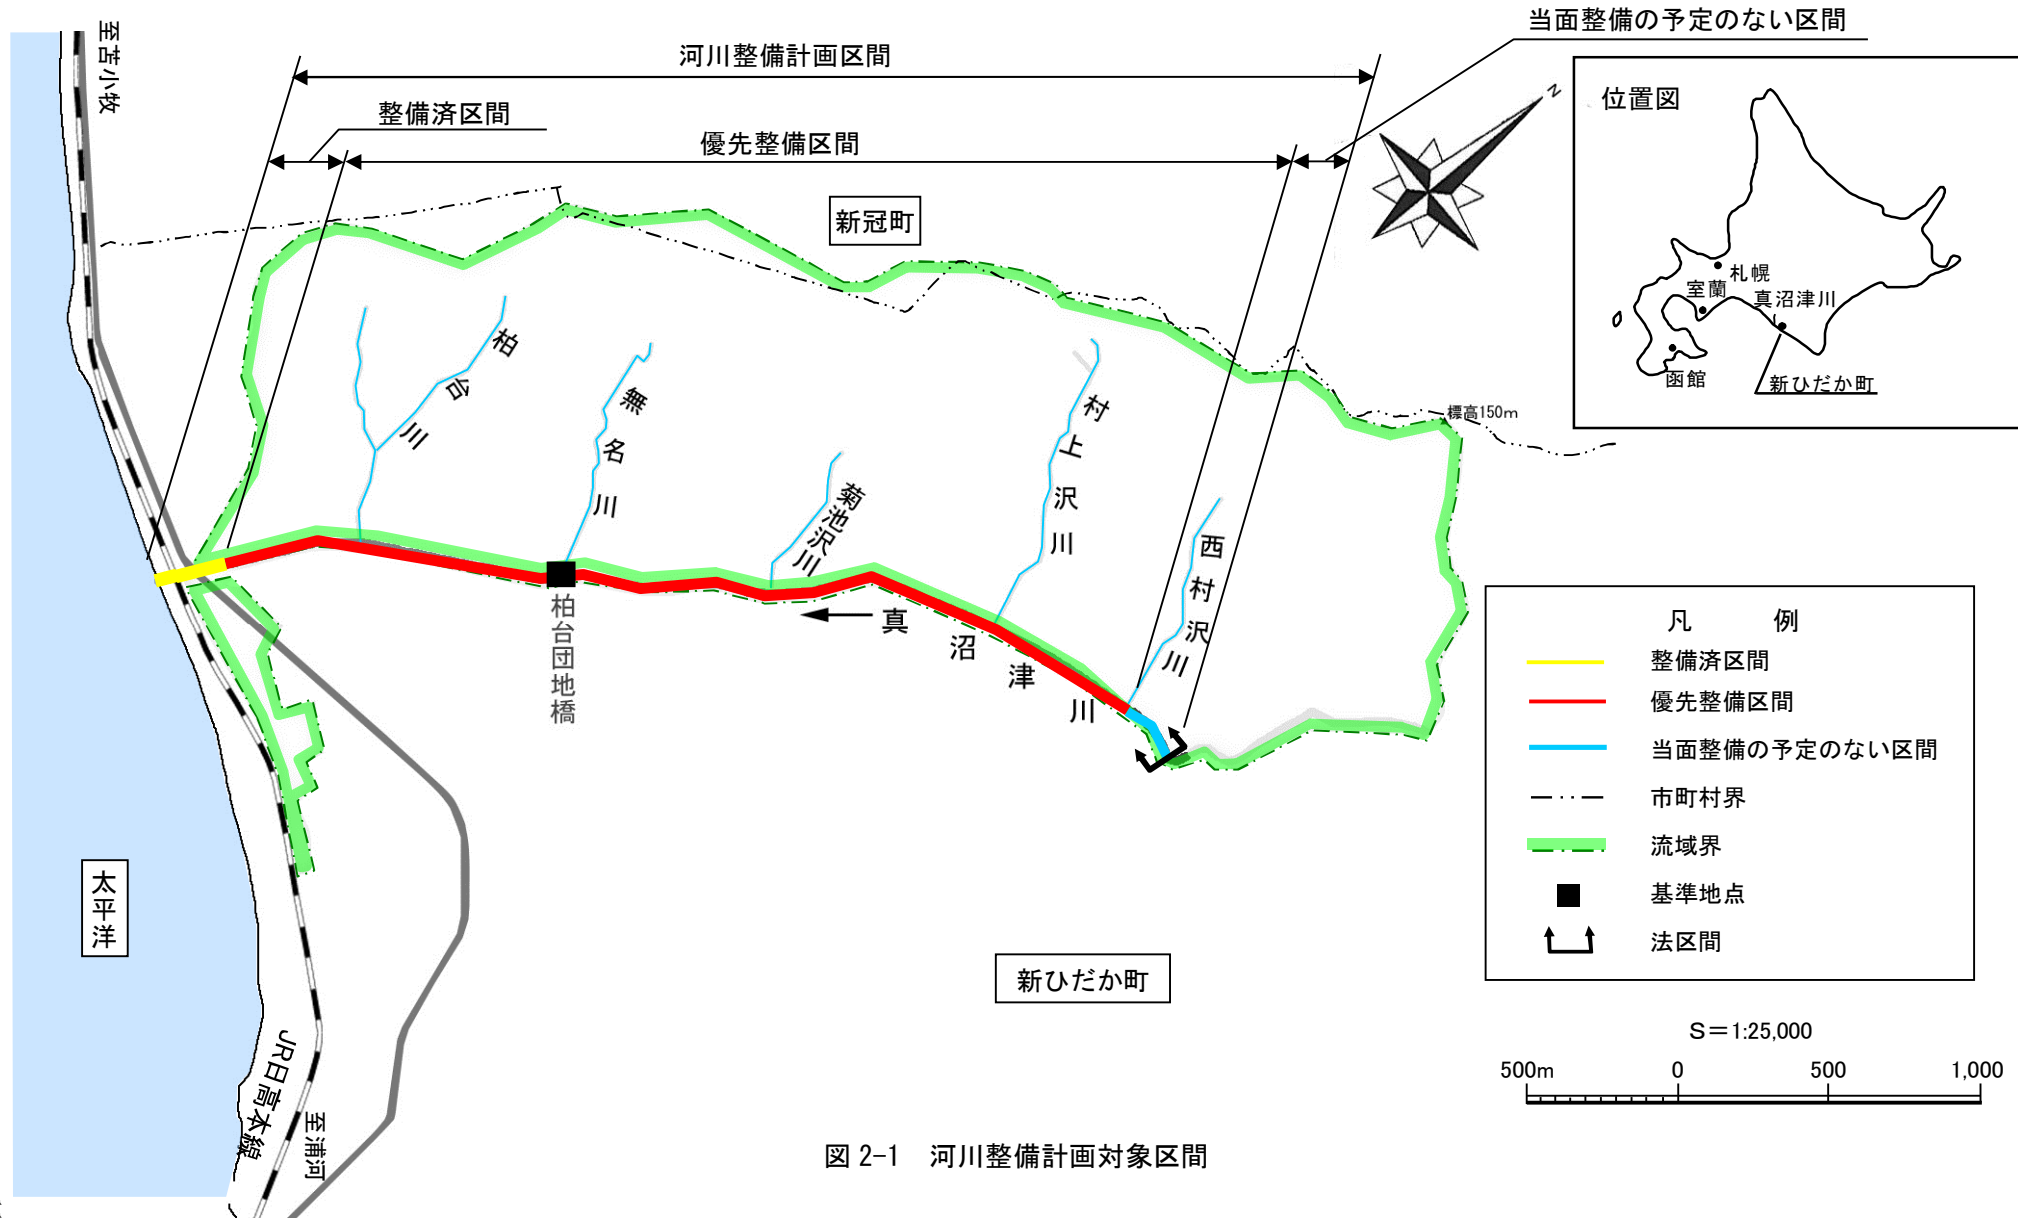 当面整備の予定のない区間
河川整備計画区間
整備済区間
優先整備区間
至苫小牧
N
位置図
札幌
室蘭
真沼津川
函館
新ひだか町
新冠町
標高150m
柏台川
無名川
菊池沢川
村上沢川
西村沢川
柏台団地橋
真沼津川
太平洋
新ひだか町
JR日高本線
至浦河
凡 例
整備済区間
優先整備区間
当面整備の予定のない区間
市町村界
流域界
基準地点
法区間
S=1:25,000
500m 0 500 1,000
図 2-1 河川整備計画対象区間